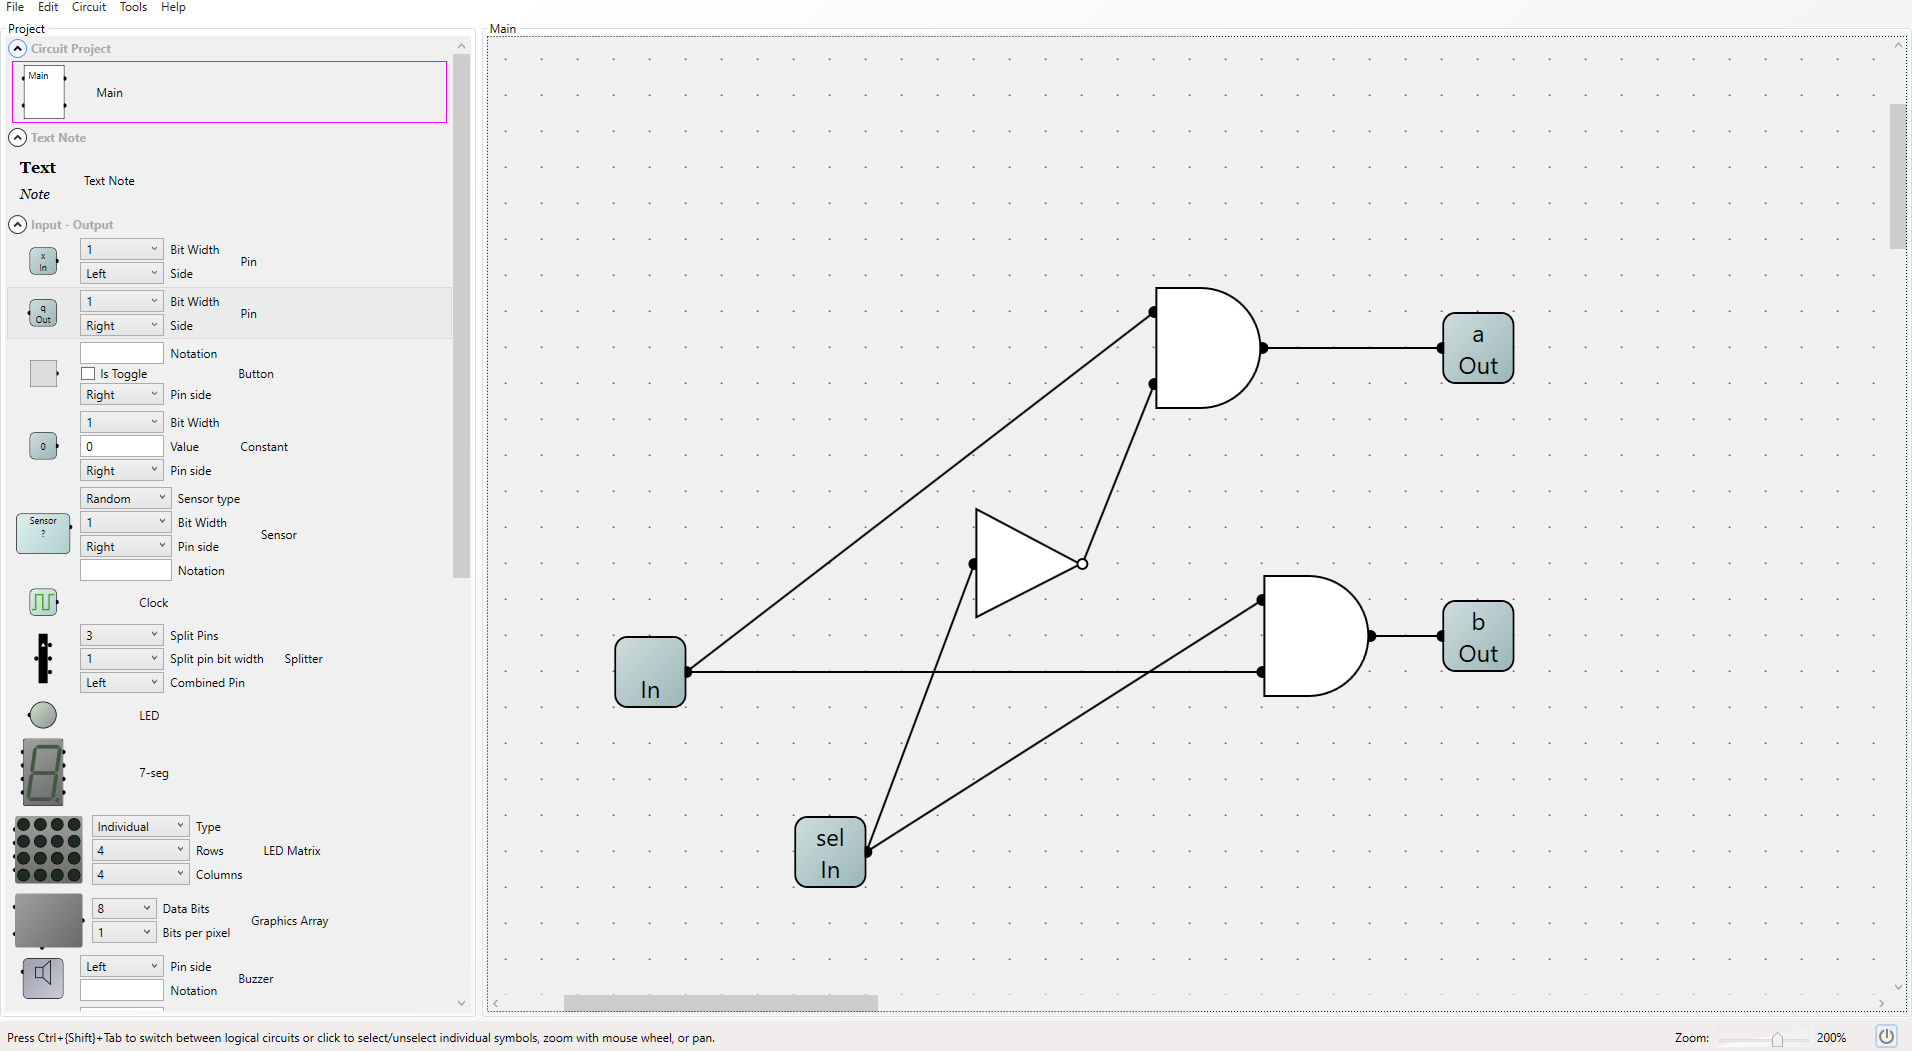 File Edit Circuit Tools Help
Project
Circuit Project
Main
Main
Text Note
Text
Note
Text Note
Input - Output
x
In
1
Bit Width
Left
Side
Pin
q
Out
1
Bit Width
Right
Side
Pin
Notation
Is Toggle
Right
Pin side
Button
0
1
Bit Width
0
Value
Right
Pin side
Constant
Sensor
?
Random
Sensor type
1
Bit Width
Right
Pin side
Notation
Sensor
Clock
3
Split Pins
1
Split pin bit width
Left
Combined Pin
Splitter
LED
7-seg
Individual
Type
4
Rows
4
Columns
LED Matrix
8
Data Bits
1
Bits per pixel
Graphics Array
Left
Pin side
Notation
Buzzer
Main
a
Out
b
Out
In
sel
In
Press Ctrl+{Shift}+Tab to switch between logical circuits or click to select/unselect individual symbols, zoom with mouse wheel, or pan.
Zoom: 200%